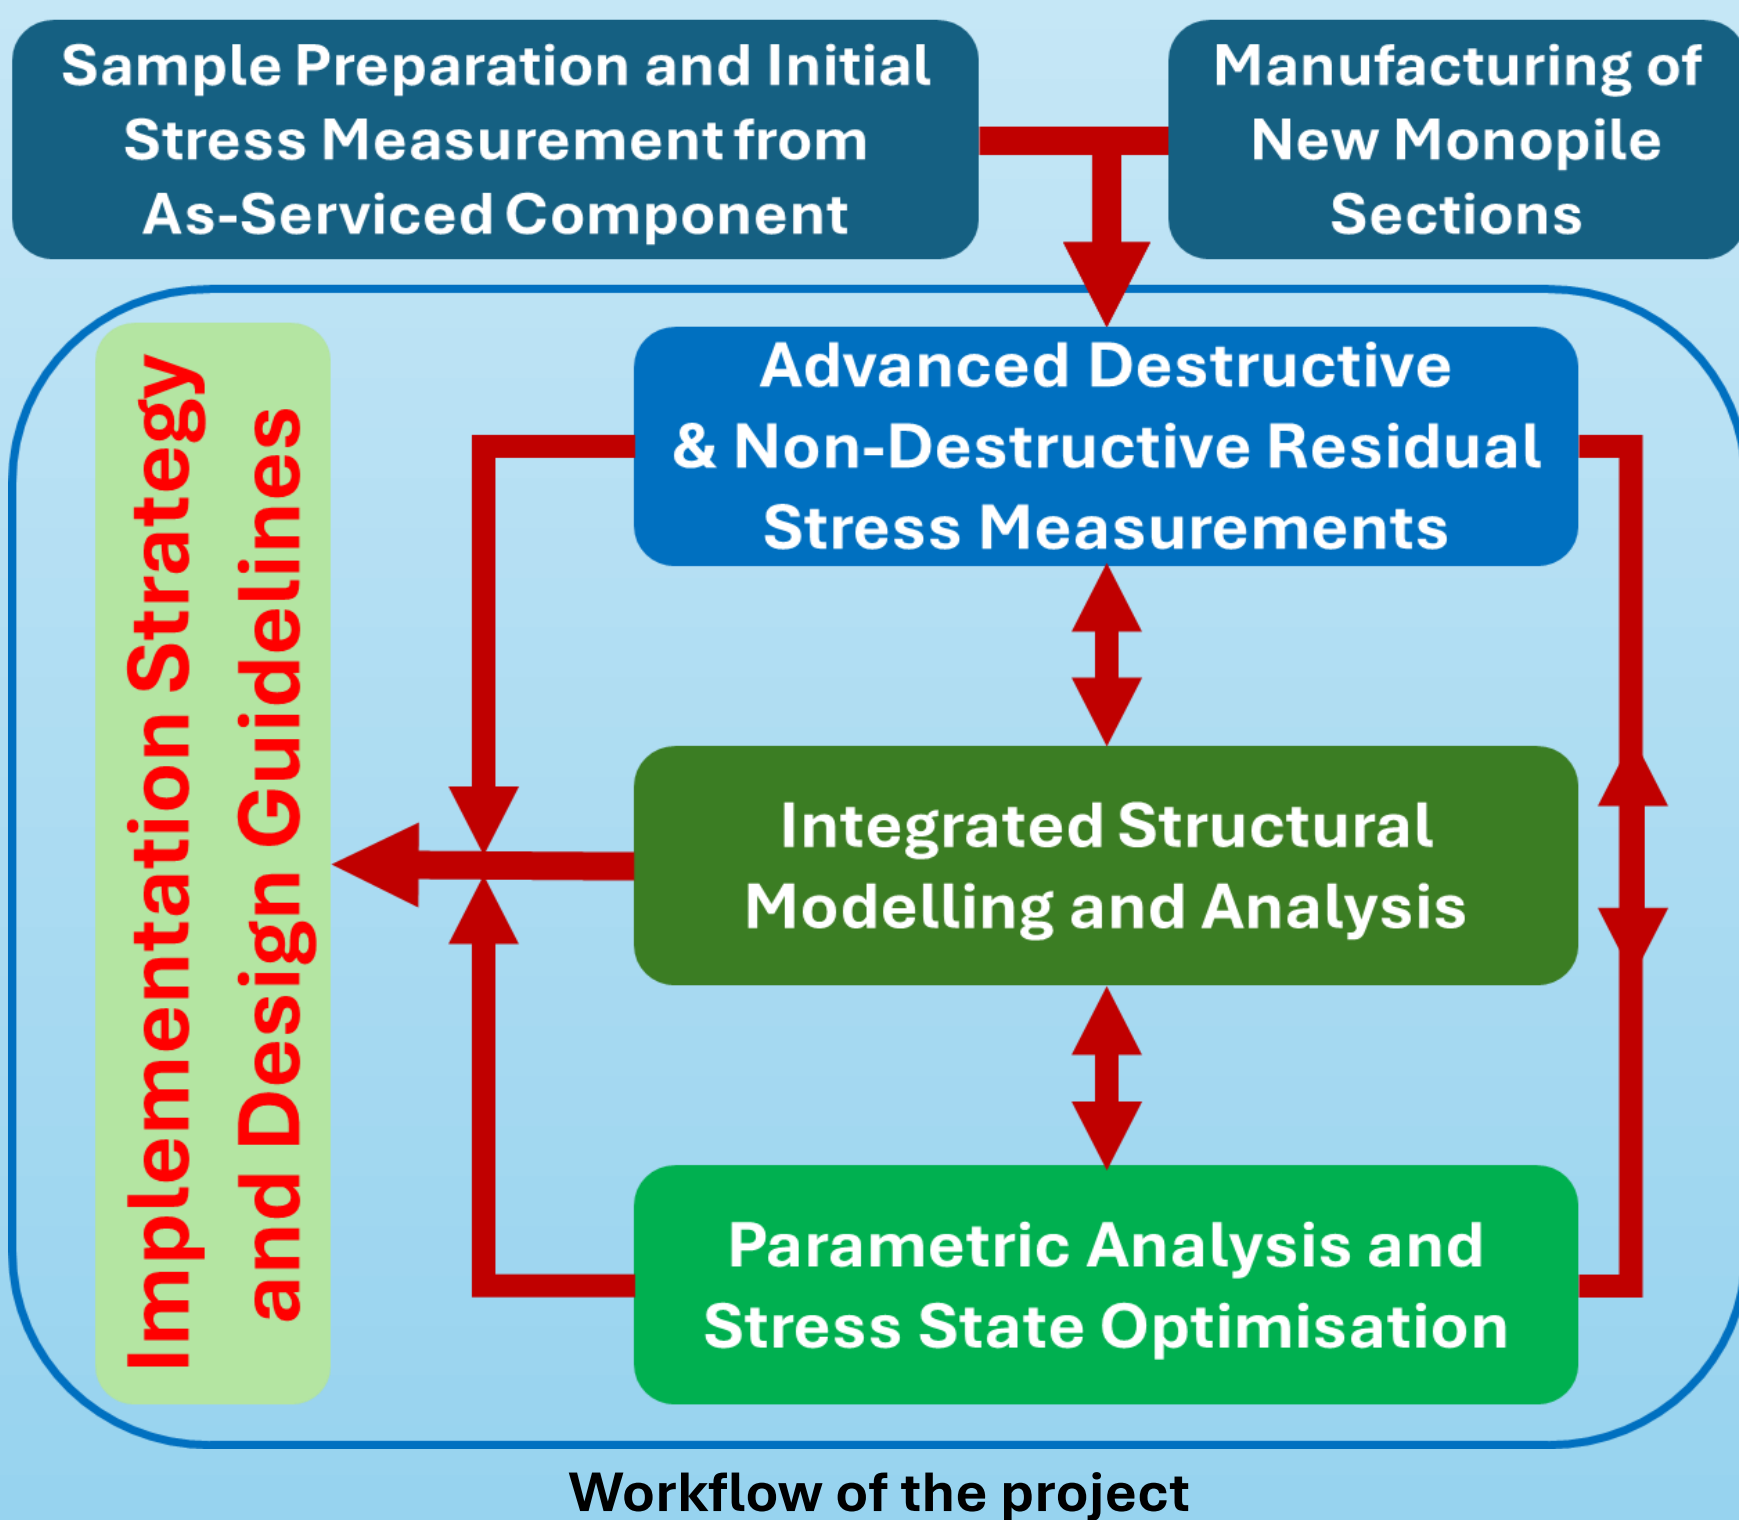 Sample Preparation and Initial
Stress Measurement from
As-Serviced Component
Manufacturing of
New Monopile
Sections
Implementation Strategy
and Design Guidelines
Advanced Destructive
& Non-Destructive Residual
Stress Measurements
Integrated Structural
Modelling and Analysis
Parametric Analysis and
Stress State Optimisation
Workflow of the project